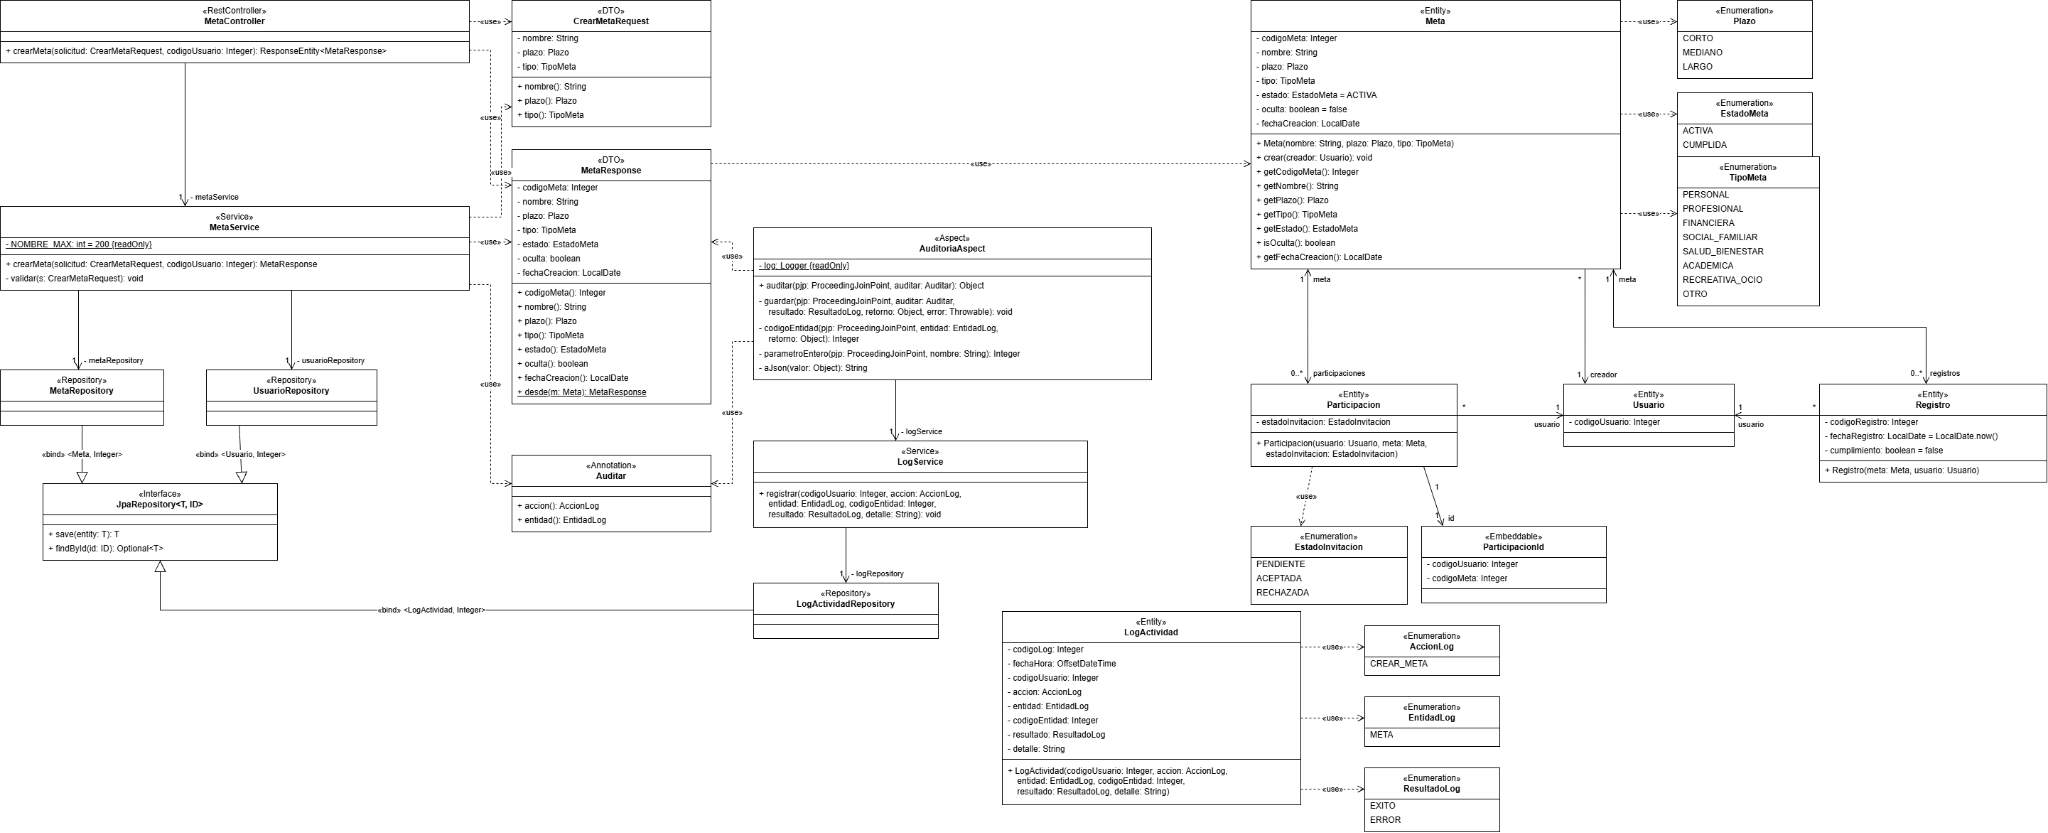 «RestController»
MetaController
+ crearMeta(solicitud: CrearMetaRequest, codigoUsuario: Integer): ResponseEntity<MetaResponse>
«use»
«DTO»
CrearMetaRequest
- nombre: String
- plazo: Plazo
- tipo: TipoMeta
+ nombre(): String
+ plazo(): Plazo
+ tipo(): TipoMeta
«use»
«use»
1
- metaService
«Service»
MetaService
- NOMBRE_MAX: int = 200 {readOnly}
+ crearMeta(solicitud: CrearMetaRequest, codigoUsuario: Integer): MetaResponse
- validar(s: CrearMetaRequest): void
«use»
«use»
«DTO»
MetaResponse
- codigoMeta: Integer
- nombre: String
- plazo: Plazo
- tipo: TipoMeta
- estado: EstadoMeta
- oculta: boolean
- fechaCreacion: LocalDate
+ codigoMeta(): Integer
+ nombre(): String
+ plazo(): Plazo
+ tipo(): TipoMeta
+ estado(): EstadoMeta
+ oculta(): boolean
+ fechaCreacion(): LocalDate
+ desde(m: Meta): MetaResponse
«use»
1
- metaRepository
1
- usuarioRepository
«Repository»
MetaRepository
«Repository»
UsuarioRepository
«bind» <Meta, Integer>
«bind» <Usuario, Integer>
«Interface»
JpaRepository<T, ID>
+ save(entity: T): T
+ findById(id: ID): Optional<T>
«bind» <LogActividad, Integer>
«Annotation»
Auditar
+ accion(): AccionLog
+ entidad(): EntidadLog
«use»
«use»
«Aspect»
AuditoriaAspect
- log: Logger {readOnly}
+ auditar(pjp: ProceedingJoinPoint, auditar: Auditar): Object
- guardar(pjp: ProceedingJoinPoint, auditar: Auditar,
resultado: ResultadoLog, retorno: Object, error: Throwable): void
- codigoEntidad(pjp: ProceedingJoinPoint, entidad: EntidadLog,
retorno: Object): Integer
- parametroEntero(pjp: ProceedingJoinPoint, nombre: String): Integer
- aJson(valor: Object): String
1
- logService
«Service»
LogService
+ registrar(codigoUsuario: Integer, accion: AccionLog,
entidad: EntidadLog, codigoEntidad: Integer,
resultado: ResultadoLog, detalle: String): void
1
- logRepository
«Repository»
LogActividadRepository
«Entity»
Meta
- codigoMeta: Integer
- nombre: String
- plazo: Plazo
- tipo: TipoMeta
- estado: EstadoMeta = ACTIVA
- oculta: boolean = false
- fechaCreacion: LocalDate
+ Meta(nombre: String, plazo: Plazo, tipo: TipoMeta)
+ crear(creador: Usuario): void
+ getCodigoMeta(): Integer
+ getNombre(): String
+ getPlazo(): Plazo
+ getTipo(): TipoMeta
+ getEstado(): EstadoMeta
+ isOculta(): boolean
+ getFechaCreacion(): LocalDate
«use»
«Enumeration»
Plazo
CORTO
MEDIANO
LARGO
«use»
«Enumeration»
EstadoMeta
ACTIVA
CUMPLIDA
«use»
«Enumeration»
TipoMeta
PERSONAL
PROFESIONAL
FINANCIERA
SOCIAL_FAMILIAR
SALUD_BIENESTAR
ACADEMICA
RECREATIVA_OCIO
OTRO
1
meta
*
1
meta
0..*
participaciones
1
creador
0..*
registros
«Entity»
Participacion
- estadoInvitacion: EstadoInvitacion
+ Participacion(usuario: Usuario, meta: Meta,
estadoInvitacion: EstadoInvitacion)
*
1
usuario
«Entity»
Usuario
- codigoUsuario: Integer
1
usuario
*
«Entity»
Registro
- codigoRegistro: Integer
- fechaRegistro: LocalDate = LocalDate.now()
- cumplimiento: boolean = false
+ Registro(meta: Meta, usuario: Usuario)
«use»
1
1
id
«Enumeration»
EstadoInvitacion
PENDIENTE
ACEPTADA
RECHAZADA
«Embeddable»
ParticipacionId
- codigoUsuario: Integer
- codigoMeta: Integer
«Entity»
LogActividad
- codigoLog: Integer
- fechaHora: OffsetDateTime
- codigoUsuario: Integer
- accion: AccionLog
- entidad: EntidadLog
- codigoEntidad: Integer
- resultado: ResultadoLog
- detalle: String
+ LogActividad(codigoUsuario: Integer, accion: AccionLog,
entidad: EntidadLog, codigoEntidad: Integer,
resultado: ResultadoLog, detalle: String)
«use»
«Enumeration»
AccionLog
CREAR_META
«use»
«Enumeration»
EntidadLog
META
«use»
«Enumeration»
ResultadoLog
EXITO
ERROR